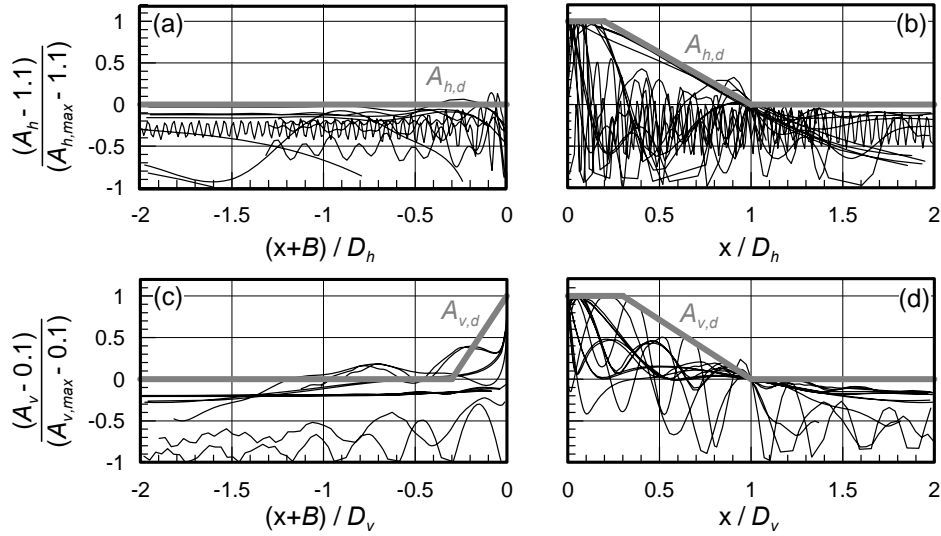 (a)
(b)
(A_h - 1.1)
(A_h,max - 1.1)
1
0.5
0
-0.5
-1
A_h,d
A_h,d
-2 -1.5 -1 -0.5 0
0 0.5 1 1.5 2
(x+B) / D_h
x / D_h
(c)
(d)
(A_v - 0.1)
(A_v,max - 0.1)
1
0.5
0
-0.5
-1
A_v,d
A_v,d
-2 -1.5 -1 -0.5 0
0 0.5 1 1.5 2
(x+B) / D_v
x / D_v